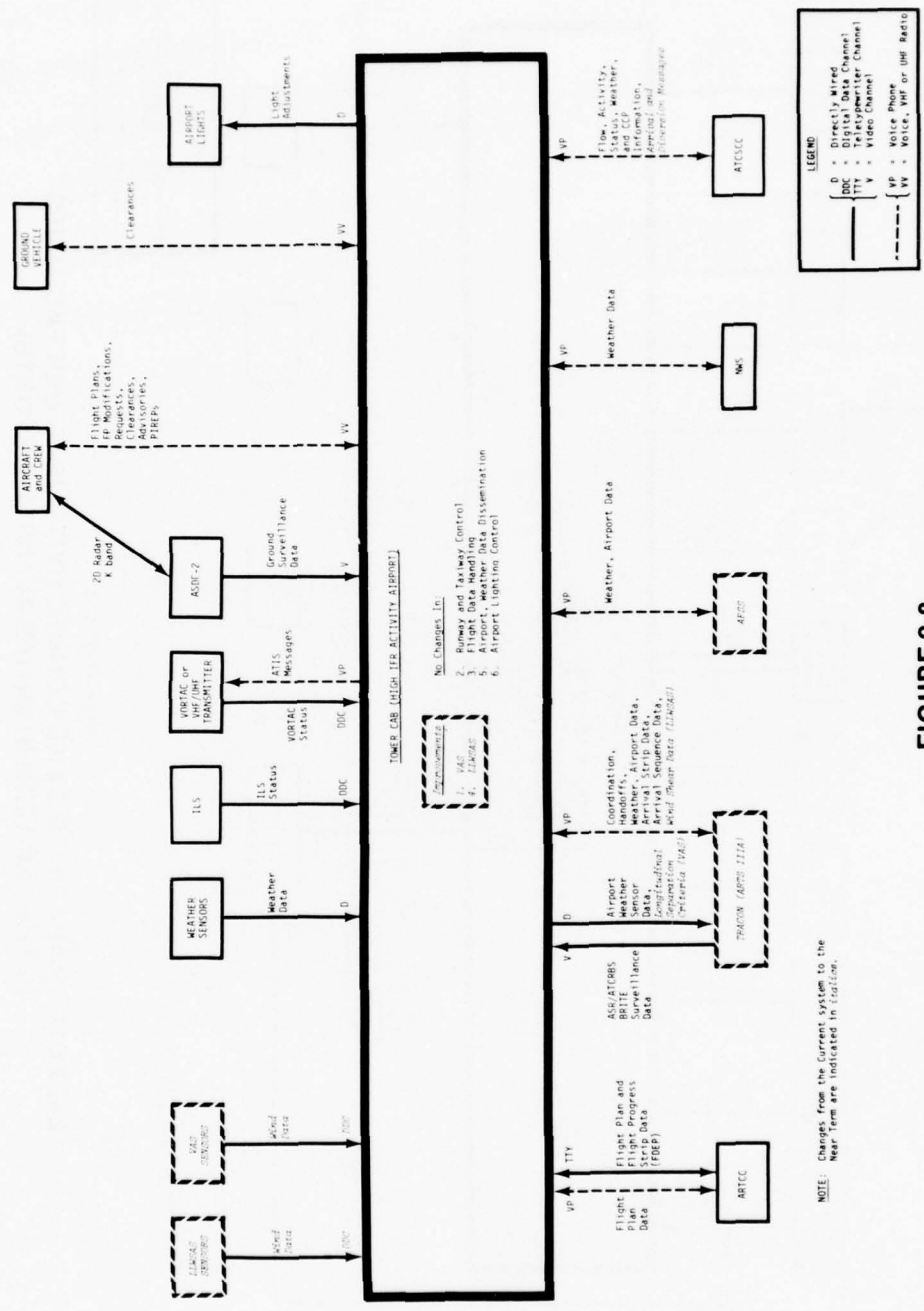 LLWSAS
SENSORS
Wind
Data
DDC
VAS
SENSORS
Wind
Data
DDC
WEATHER
SENSORS
Weather
Data
D
ILS
ILS
Status
DDC
VORTAC or
VHF/UHF
TRANSMITTER
VORTAC
Status
DDC
ATIS
Messages
VP
ASDE-2
Ground
Surveillance
Data
V
2D Radar
K band
AIRCRAFT
and CREW
Flight Plans,
FP Modifications,
Requests,
Clearances,
Advisories,
PIREPs
VV
GROUND
VEHICLE
Clearances
VV
AIRPORT
LIGHTS
Light
Adjustments
D
TOWER CAB (HIGH IFR ACTIVITY AIRPORT)
Improvements
1. VAS
4. LLWSAS
No Changes In:
2. Runway and Taxiway Control
3. Flight Data Handling
5. Airport, Weather Data Dissemination
6. Airport Lighting Control
VP
Flight
Plan
Data
TTY
Flight Plan and
Flight Progress
Strip Data
(FDEP)
ARTCC
V
ASR/ATCRBS
BRITE
Surveillance
Data
D
Airport
Weather
Sensor
Data,
Longitudinal
Separation
Criteria (VAS)
VP
Coordination,
Handoffs,
Weather, Airport Data,
Arrival Strip Data,
Arrival Sequence Data,
Wind Shear Data (LLWSAS)
TRACON (ARTS IIIA)
VP
Weather, Airport Data
AFSS
VP
Weather Data
NWS
VP
Flow, Activity,
Status, Weather,
and CCP
Information,
Arrival and
Diversion Messages
ATCSCC
NOTE: Changes from the Current system to the
Near Term are indicated in italics.
LEGEND
D = Directly Wired
DDC = Digital Data Channel
TTY = Teletypewriter Channel
V = Video Channel
VP = Voice Phone
VV = Voice, VHF or UHF Radio